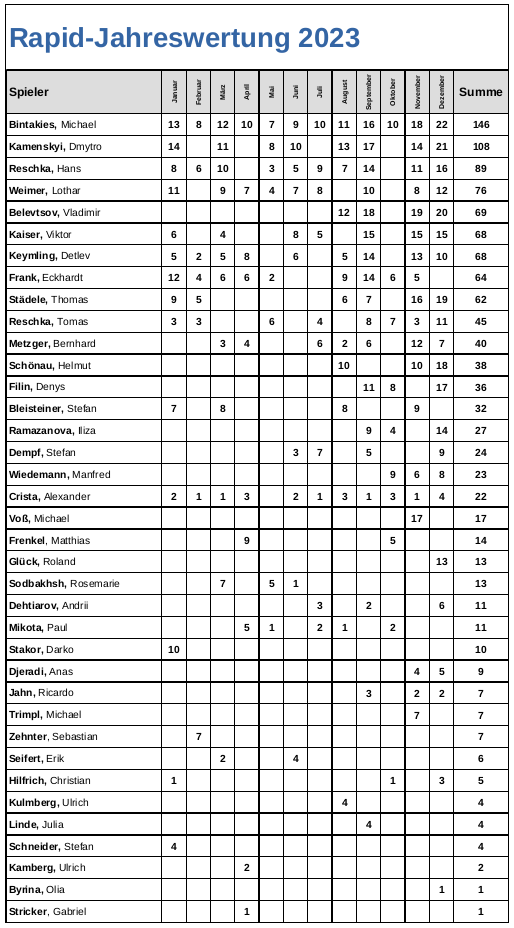 Rapid-Jahreswertung 2023
Spieler Januar Februar März April Mai Juni Juli August September Oktober November Dezember Summe
Bintakies, Michael 13 8 12 10 7 9 10 11 16 10 18 22 146
Kamenskyi, Dmytro 14 11 8 10 13 17 14 21 108
Reschka, Hans 8 6 10 3 5 9 7 14 11 16 89
Weimer, Lothar 11 9 7 4 7 8 10 8 12 76
Belevtsov, Vladimir 12 18 19 20 69
Kaiser, Viktor 6 4 8 5 15 15 15 68
Keymling, Detlev 5 2 5 8 6 5 14 13 10 68
Frank, Eckhardt 12 4 6 6 2 9 14 6 5 64
Städele, Thomas 9 5 6 7 16 19 62
Reschka, Tomas 3 3 6 4 8 7 3 11 45
Metzger, Bernhard 3 4 6 2 6 12 7 40
Schönau, Helmut 10 10 18 38
Filin, Denys 11 8 17 36
Bleisteiner, Stefan 7 8 8 9 32
Ramazanova, Iliza 9 4 14 27
Dempf, Stefan 3 7 5 9 24
Wiedemann, Manfred 9 6 8 23
Crista, Alexander 2 1 1 3 2 1 3 1 3 1 4 22
Voß, Michael 17 17
Frenkel, Matthias 9 5 14
Glück, Roland 13 13
Sodbakhsh, Rosemarie 7 5 1 13
Dehtiarov, Andrii 3 2 6 11
Mikota, Paul 5 1 2 1 2 11
Stakor, Darko 10 10
Djeradi, Anas 4 5 9
Jahn, Ricardo 3 2 2 7
Trimpl, Michael 7 7
Zehnter, Sebastian 7 7
Seifert, Erik 2 4 6
Hilfrich, Christian 1 1 3 5
Kulmberg, Ulrich 4 4
Linde, Julia 4 4
Schneider, Stefan 4 4
Kamberg, Ulrich 2 2
Byrina, Olia 1 1
Stricker, Gabriel 1 1